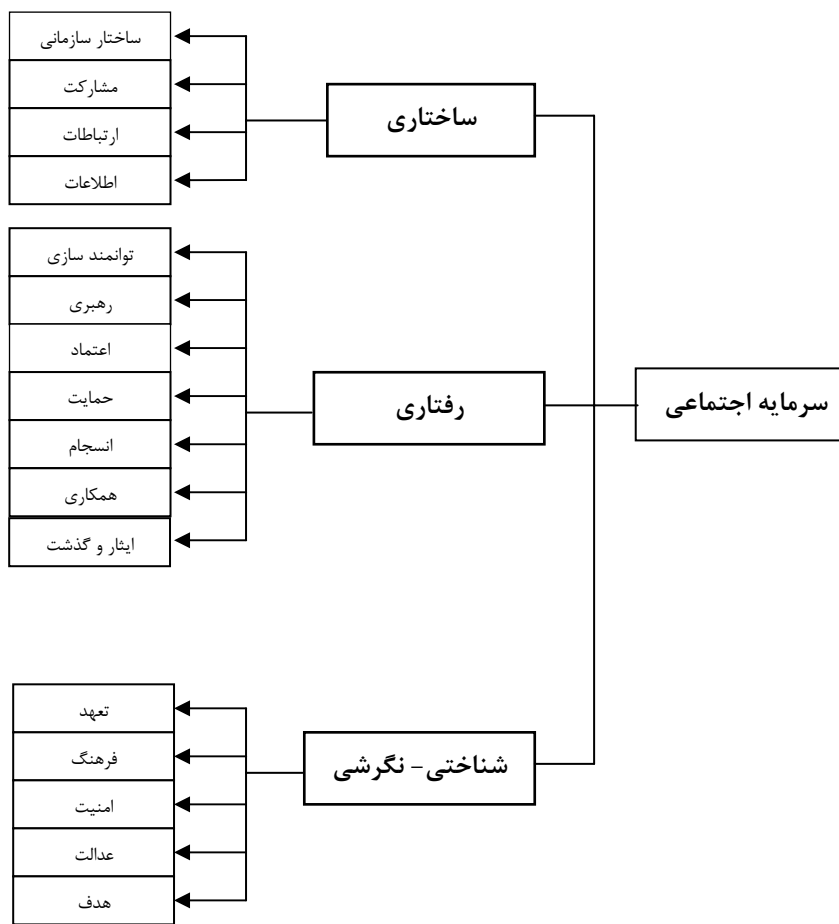 سرمایه اجتماعی
ساختاری
ساختار سازمانی
مشارکت
ارتباطات
اطلاعات
رفتاری
توانمند سازی
رهبری
اعتماد
حمایت
انسجام
همکاری
ایثار و گذشت
شناختی- نگرشی
تعهد
فرهنگ
امنیت
عدالت
هدف